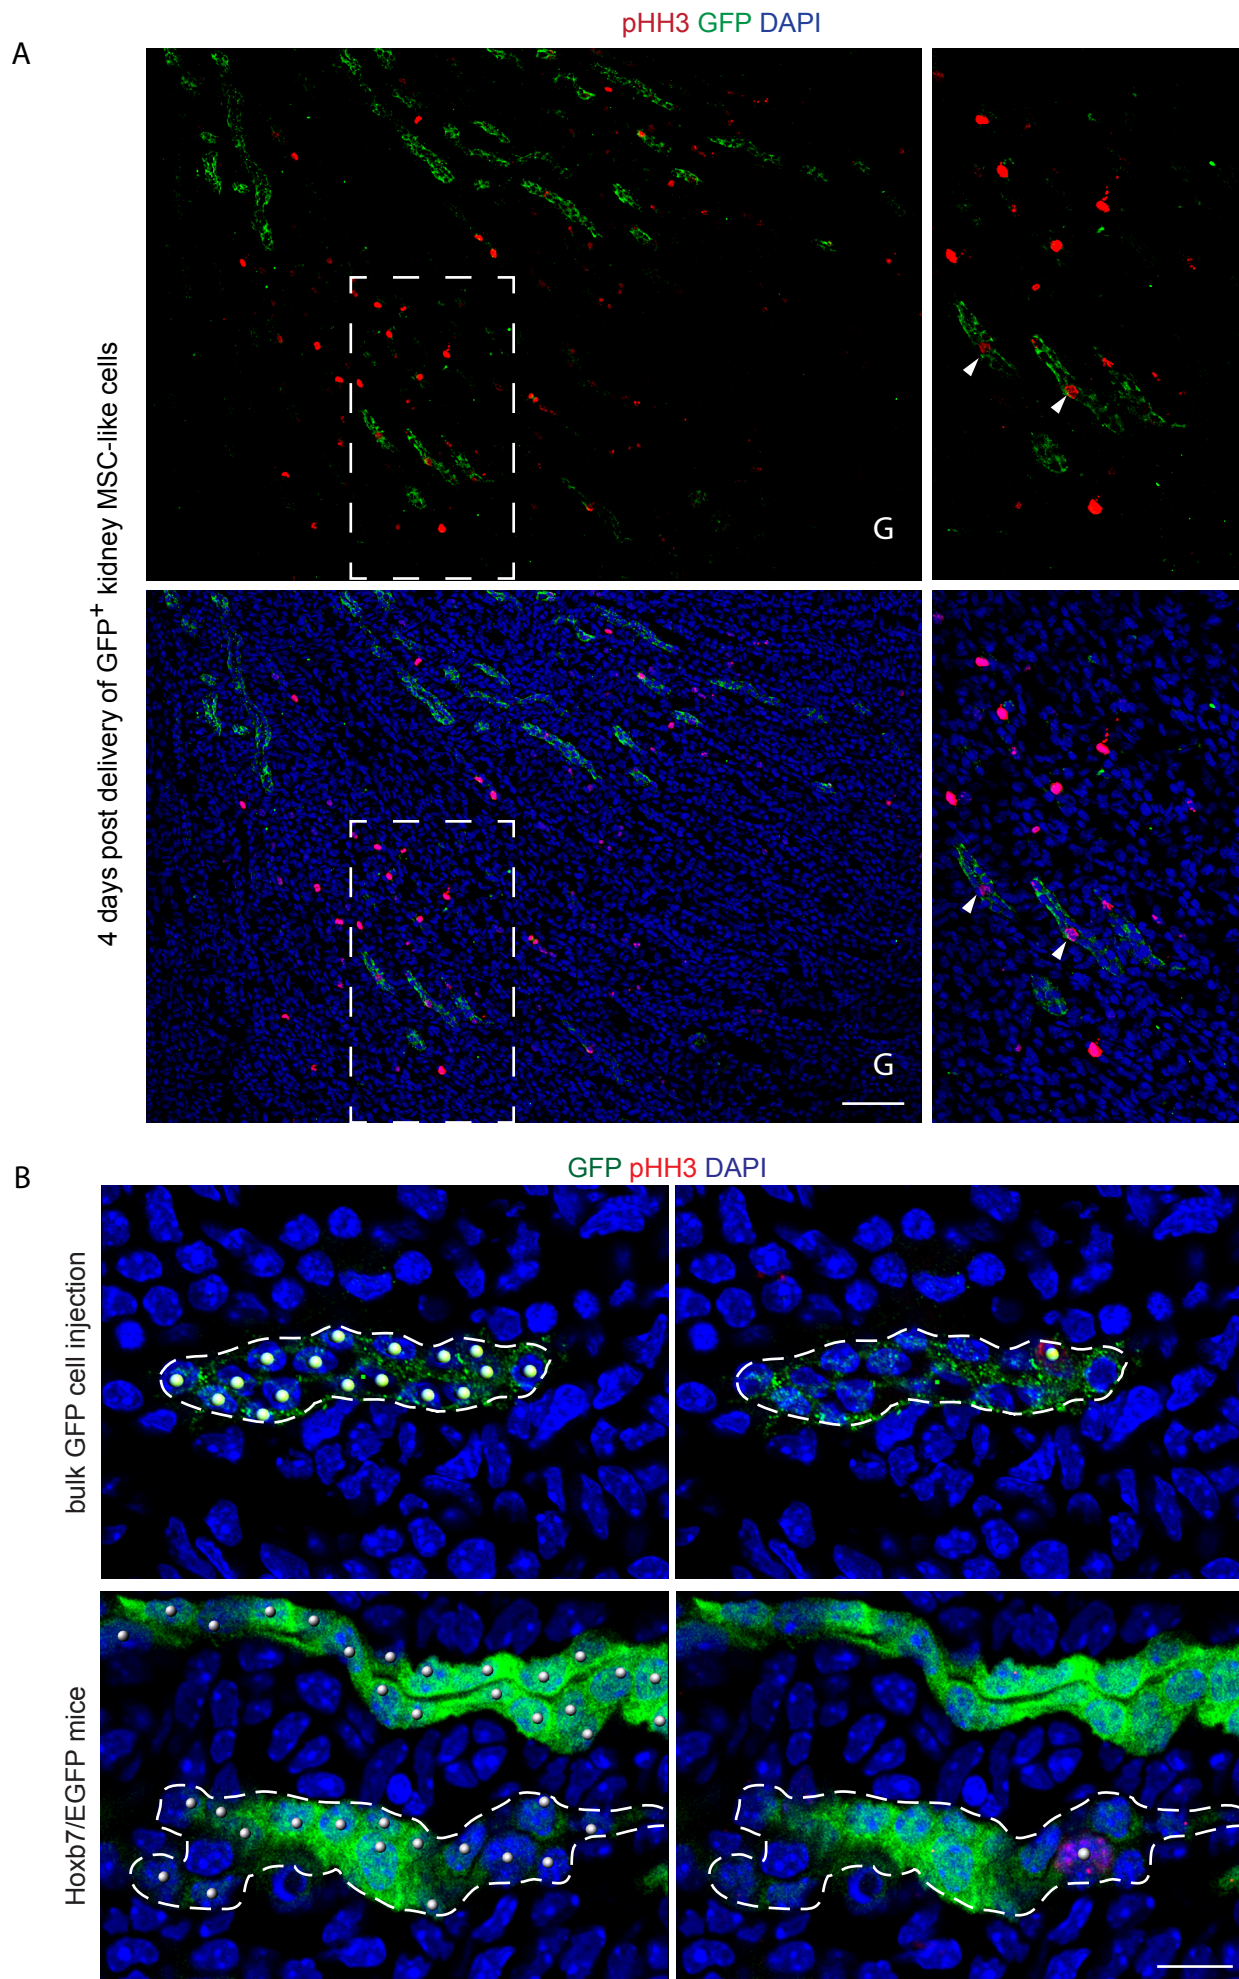 pHH3 GFP DAPI
A
4 days post delivery of GFP+ kidney MSC-like cells
G
G
B
GFP pHH3 DAPI
bulk GFP cell injection
Hoxb7/EGFP mice